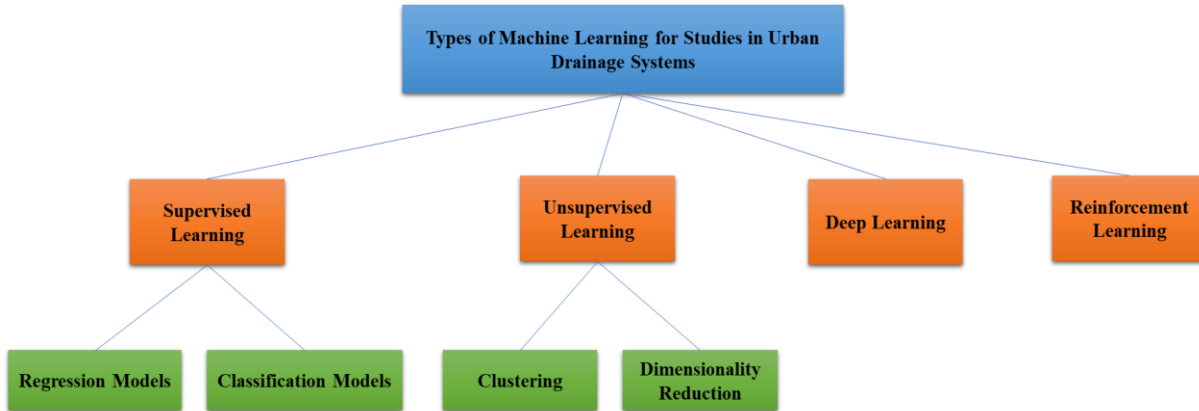 Types of Machine Learning for Studies in Urban
Drainage Systems
Supervised
Learning
Unsupervised
Learning
Deep Learning
Reinforcement
Learning
Regression Models
Classification Models
Clustering
Dimensionality
Reduction